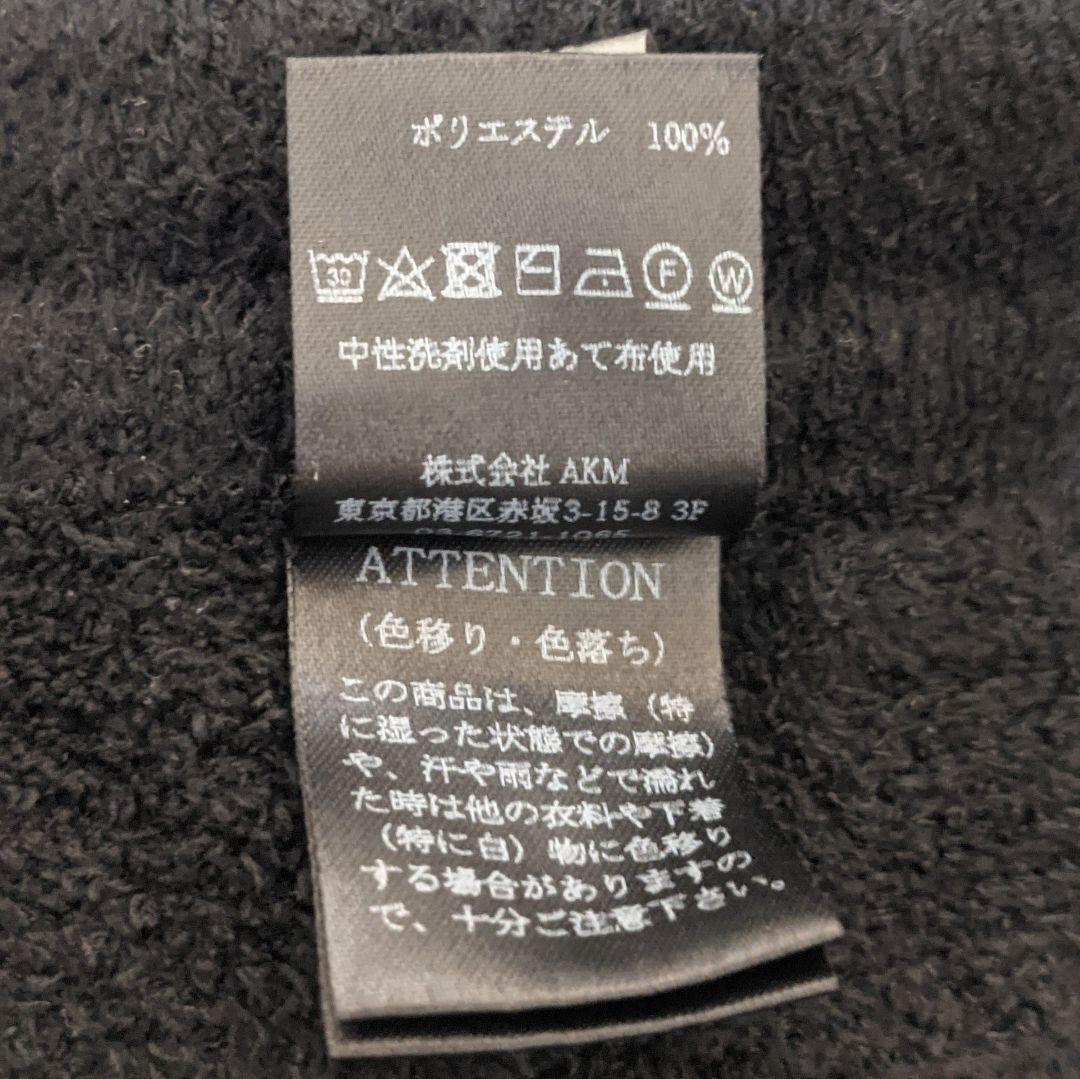 ポリエステル 100%
30
F
W
中性洗剤使用あて布使用
株式会社 AKM
東京都港区赤坂3-15-8 3F
ATTENTION
（色移り・色落ち）
この商品は、摩擦（特
に湿った状態での摩擦）
や、汗や雨などで濡れ
た時は他の衣料や下着
（特に白）物に色移り
する場合がありますの
で、十分ご注意下さい。